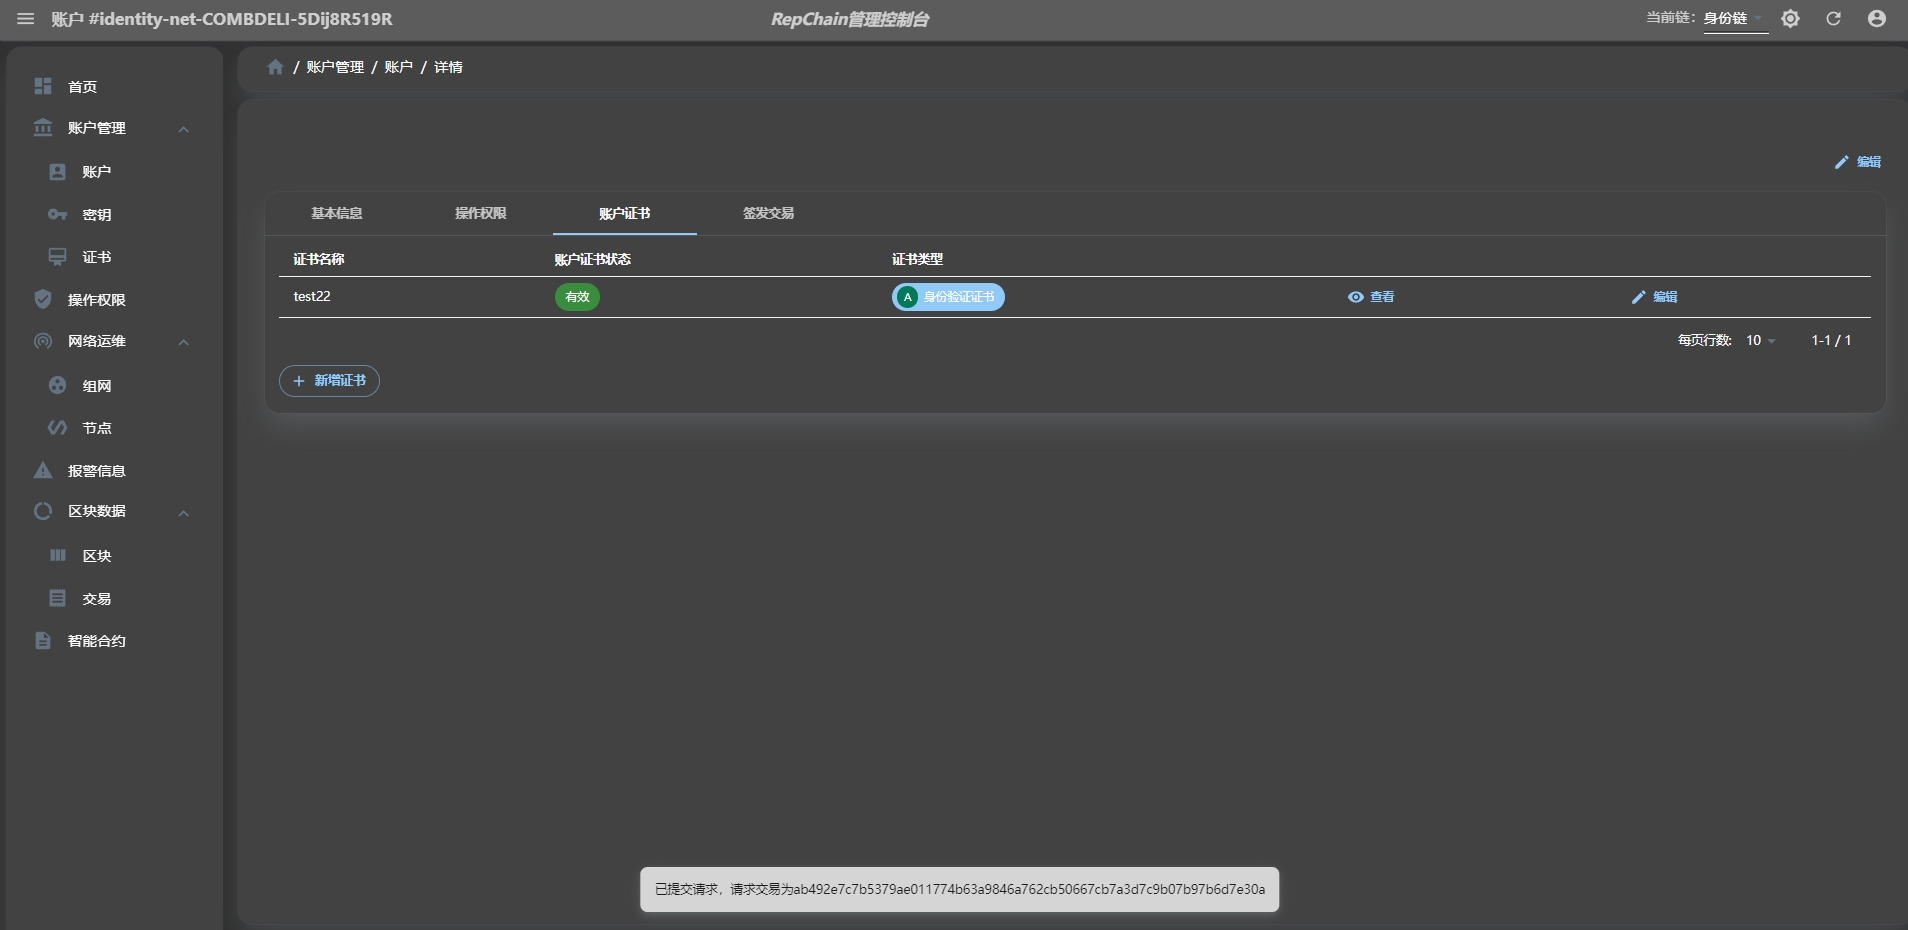 账户 #identity-net-COMBDELI-5Dij8R519R
RepChain管理控制台
当前链: 身份链
首页
账户管理
账户
密钥
证书
操作权限
网络运维
组网
节点
报警信息
区块数据
区块
交易
智能合约
/ 账户管理 / 账户 / 详情
编辑
基本信息 操作权限 账户证书 签发交易
证书名称 账户证书状态 证书类型
test22 有效 A 身份验证证书 查看 编辑
每页行数: 10 1-1 / 1
+ 新增证书
已提交请求，请求交易为ab492e7c7b5379ae011774b63a9846a762cb50667cb7a3d7c9b07b97b6d7e30a